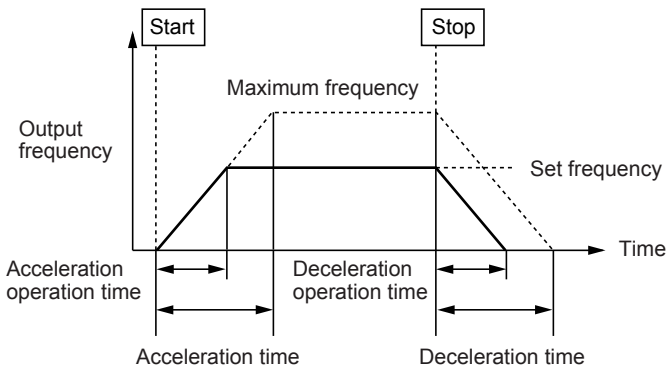 Start
Stop
Maximum frequency
Output
frequency
Set frequency
Time
Acceleration
operation time
Deceleration
operation time
Acceleration time
Deceleration time